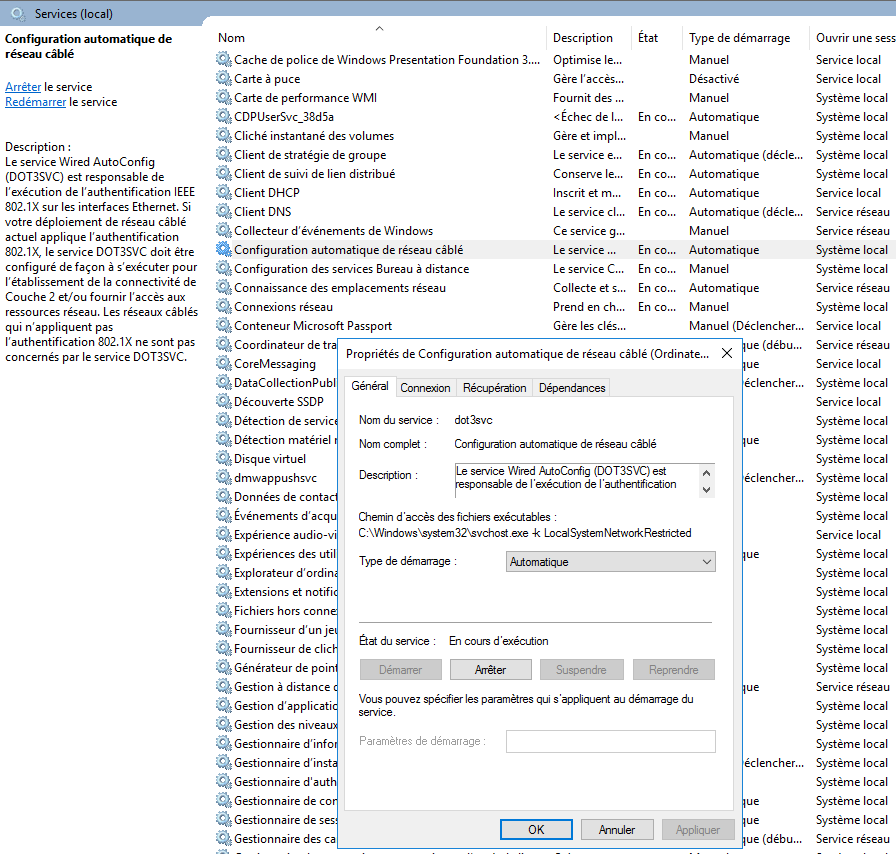 Services (local)
Configuration automatique de
réseau câblé
Arrêter le service
Redémarrer le service
Description :
Le service Wired AutoConfig
(DOT3SVC) est responsable de
l'exécution de l'authentification IEEE
802.1X sur les interfaces Ethernet. Si
votre déploiement de réseau câblé
actuel applique l'authentification
802.1X, le service DOT3SVC doit être
configuré de façon à s'exécuter pour
l'établissement de la connectivité de
Couche 2 et/ou fournir l'accès aux
ressources réseau. Les réseaux câblés
qui n'appliquent pas
l'authentification 802.1X ne sont pas
concernés par le service DOT3SVC.
Nom Description État Type de démarrage Ouvrir une sess
Cache de police de Windows Presentation Foundation 3.... Optimise le... Manuel Service local
Carte à puce Gère l'accès... Désactivé Service local
Carte de performance WMI Fournit des ... Manuel Système local
CDPUserSvc_38d5a <Échec de l... En co... Automatique Système local
Cliché instantané des volumes Gère et impl... Manuel Système local
Client de stratégie de groupe Le service e... En co... Automatique (décle... Système local
Client de suivi de lien distribué Conserve le... En co... Automatique Système local
Client DHCP Inscrit et m... En co... Automatique Service local
Client DNS Le service cl... En co... Automatique (décle... Service réseau
Collecteur d'événements de Windows Ce service g... Manuel Service réseau
Configuration automatique de réseau câblé Le service ... En co... Automatique Système local
Configuration des services Bureau à distance Le service C... En co... Manuel Système local
Connaissance des emplacements réseau Collecte et s... En co... Automatique Service réseau
Connexions réseau Prend en ch... En co... Manuel Système local
Conteneur Microsoft Passport Gère les clés... Manuel (Déclencher... Service local
Coordinateur de tra que (débu... Service réseau
CoreMessaging que Service local
DataCollectionPubl éclencher... Système local
Découverte SSDP Service local
Détection de service Système local
Détection matériel r que Système local
Disque virtuel Système local
dmwappushsvc éclencher... Système local
Données de contact Système local
Événements d'acqu que Système local
Expérience audio-vi Service local
Expériences des util que Système local
Explorateur d'ordina Système local
Extensions et notific Système local
Fichiers hors connex Système local
Fournisseur d'un jeu Système local
Fournisseur de clich Système local
Générateur de point Système local
Gestion à distance d que Service réseau
Gestion d'applicatio Système local
Gestion des niveaux Système local
Gestionnaire d'infor Système local
Gestionnaire d'insta éclencher... Système local
Gestionnaire d'auth Système local
Gestionnaire de con que Système local
Gestionnaire de sess que Système local
Gestionnaire des ca que (débu... Service réseau
Propriétés de Configuration automatique de réseau câblé (Ordinate...
Général Connexion Récupération Dépendances
Nom du service : dot3svc
Nom complet : Configuration automatique de réseau câblé
Description : Le service Wired AutoConfig (DOT3SVC) est
responsable de l'exécution de l'authentification
Chemin d'accès des fichiers exécutables :
C:\Windows\system32\svchost.exe -k LocalSystemNetworkRestricted
Type de démarrage : Automatique
État du service : En cours d'exécution
Démarrer Arrêter Suspendre Reprendre
Vous pouvez spécifier les paramètres qui s'appliquent au démarrage du
service.
Paramètres de démarrage :
OK Annuler Appliquer